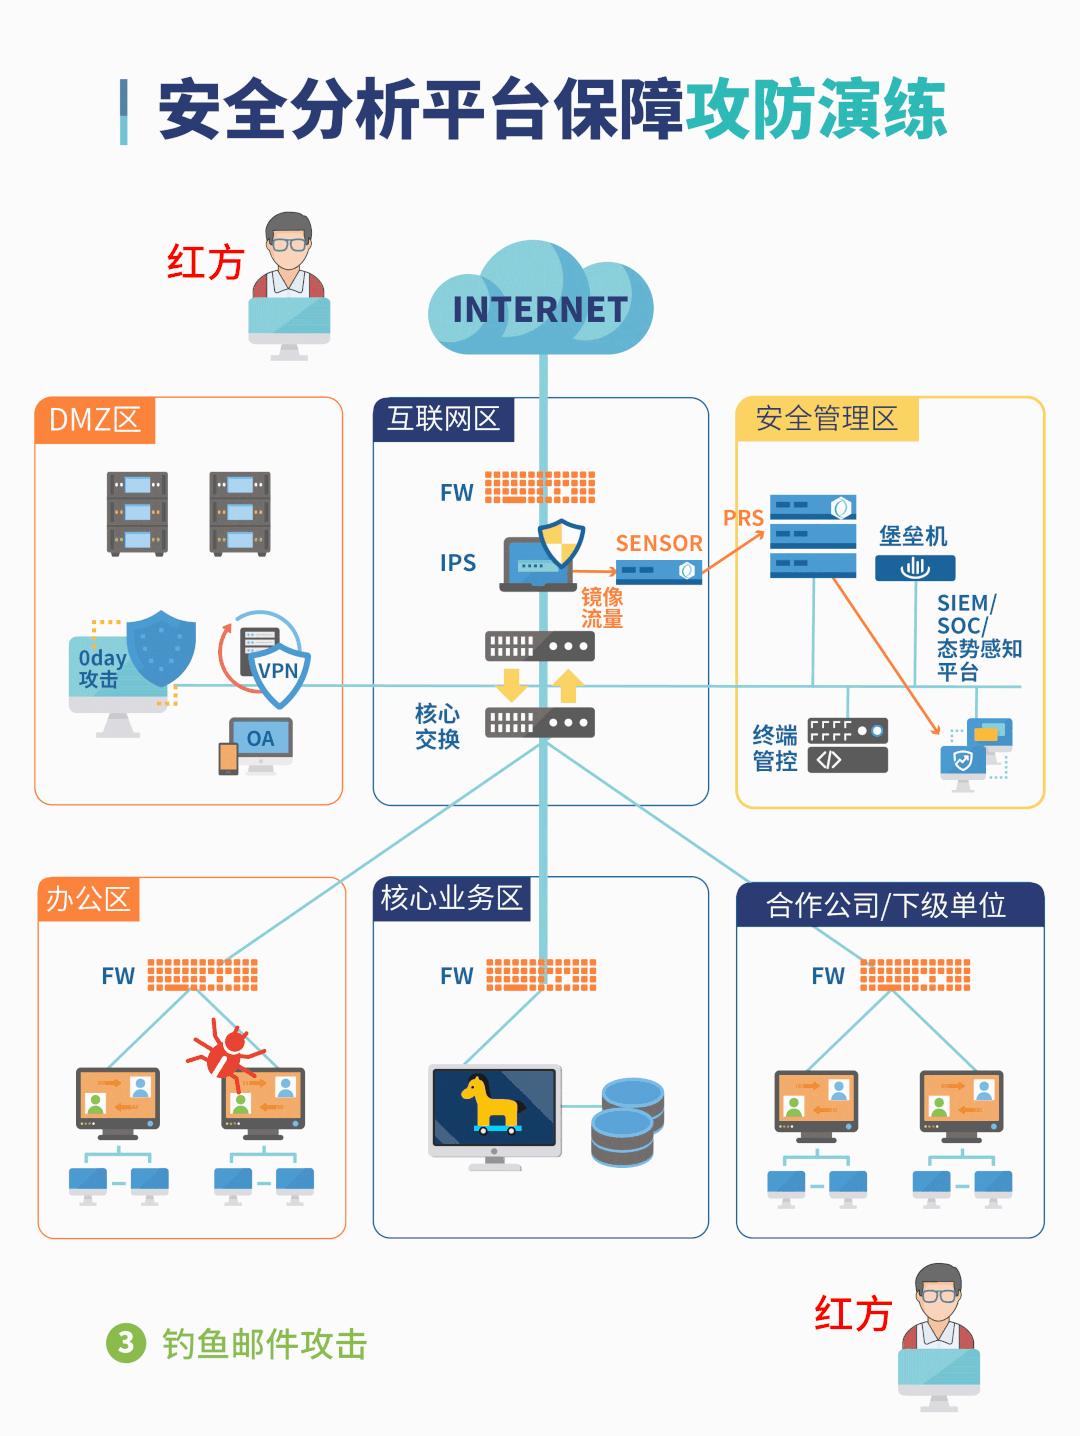 安全分析平台保障攻防演练
红方
INTERNET
DMZ区
互联网区
安全管理区
FW
PRS
SENSOR
堡垒机
IPS
镜像
流量
SIEM/
SOC/
态势感知
平台
0day
攻击
VPN
OA
核心
交换
终端
管控
</>
办公区
核心业务区
合作公司/下级单位
FW
FW
FW
3 钓鱼邮件攻击
红方